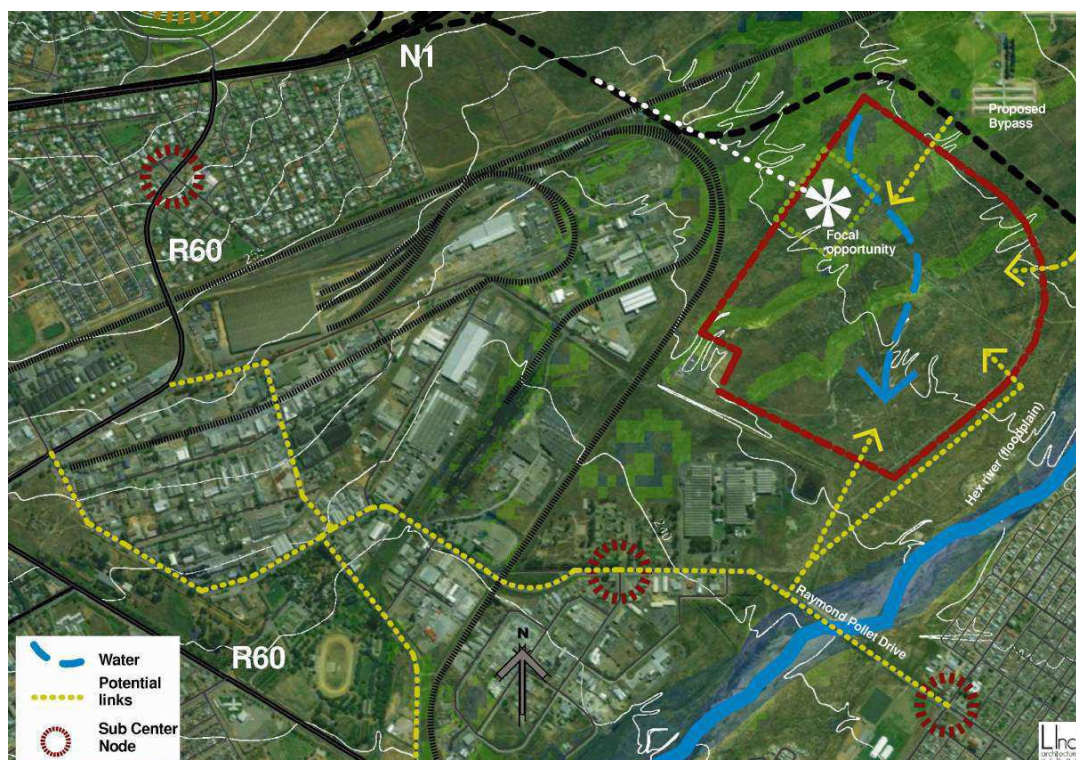 N1
Proposed
Bypass
Focal
opportunity
R60
Hex river (floodplain)
Raymond Pollet Drive
R60
N
Water
Potential
links
Sub Center
Node